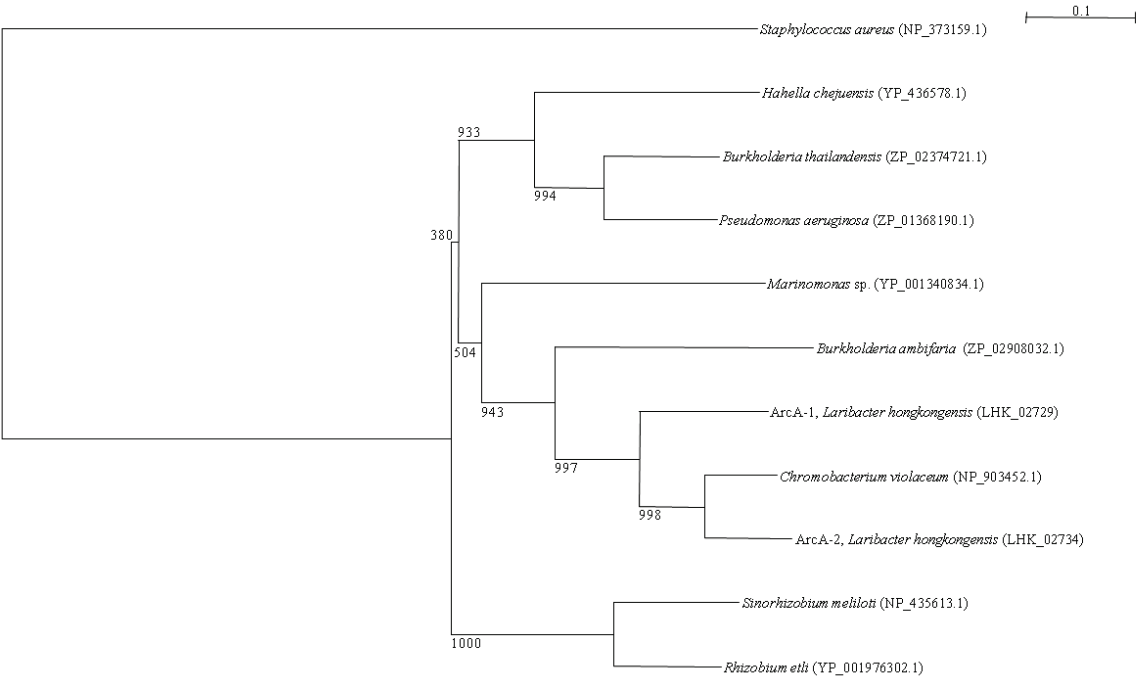 0.1
Staphylococcus aureus (NP_373159.1)
Hahella chejuensis (YP_436578.1)
933
Burkholderia thailandensis (ZP_02374721.1)
994
Pseudomonas aeruginosa (ZP_01368190.1)
380
Marinomonas sp. (YP_001340834.1)
504
Burkholderia ambifaria (ZP_02908032.1)
943
ArcA-1, Laribacter hongkongensis (LHK_02729)
997
Chromobacterium violaceum (NP_903452.1)
998
ArcA-2, Laribacter hongkongensis (LHK_02734)
Sinorhizobium meliloti (NP_435613.1)
1000
Rhizobium etli (YP_001976302.1)